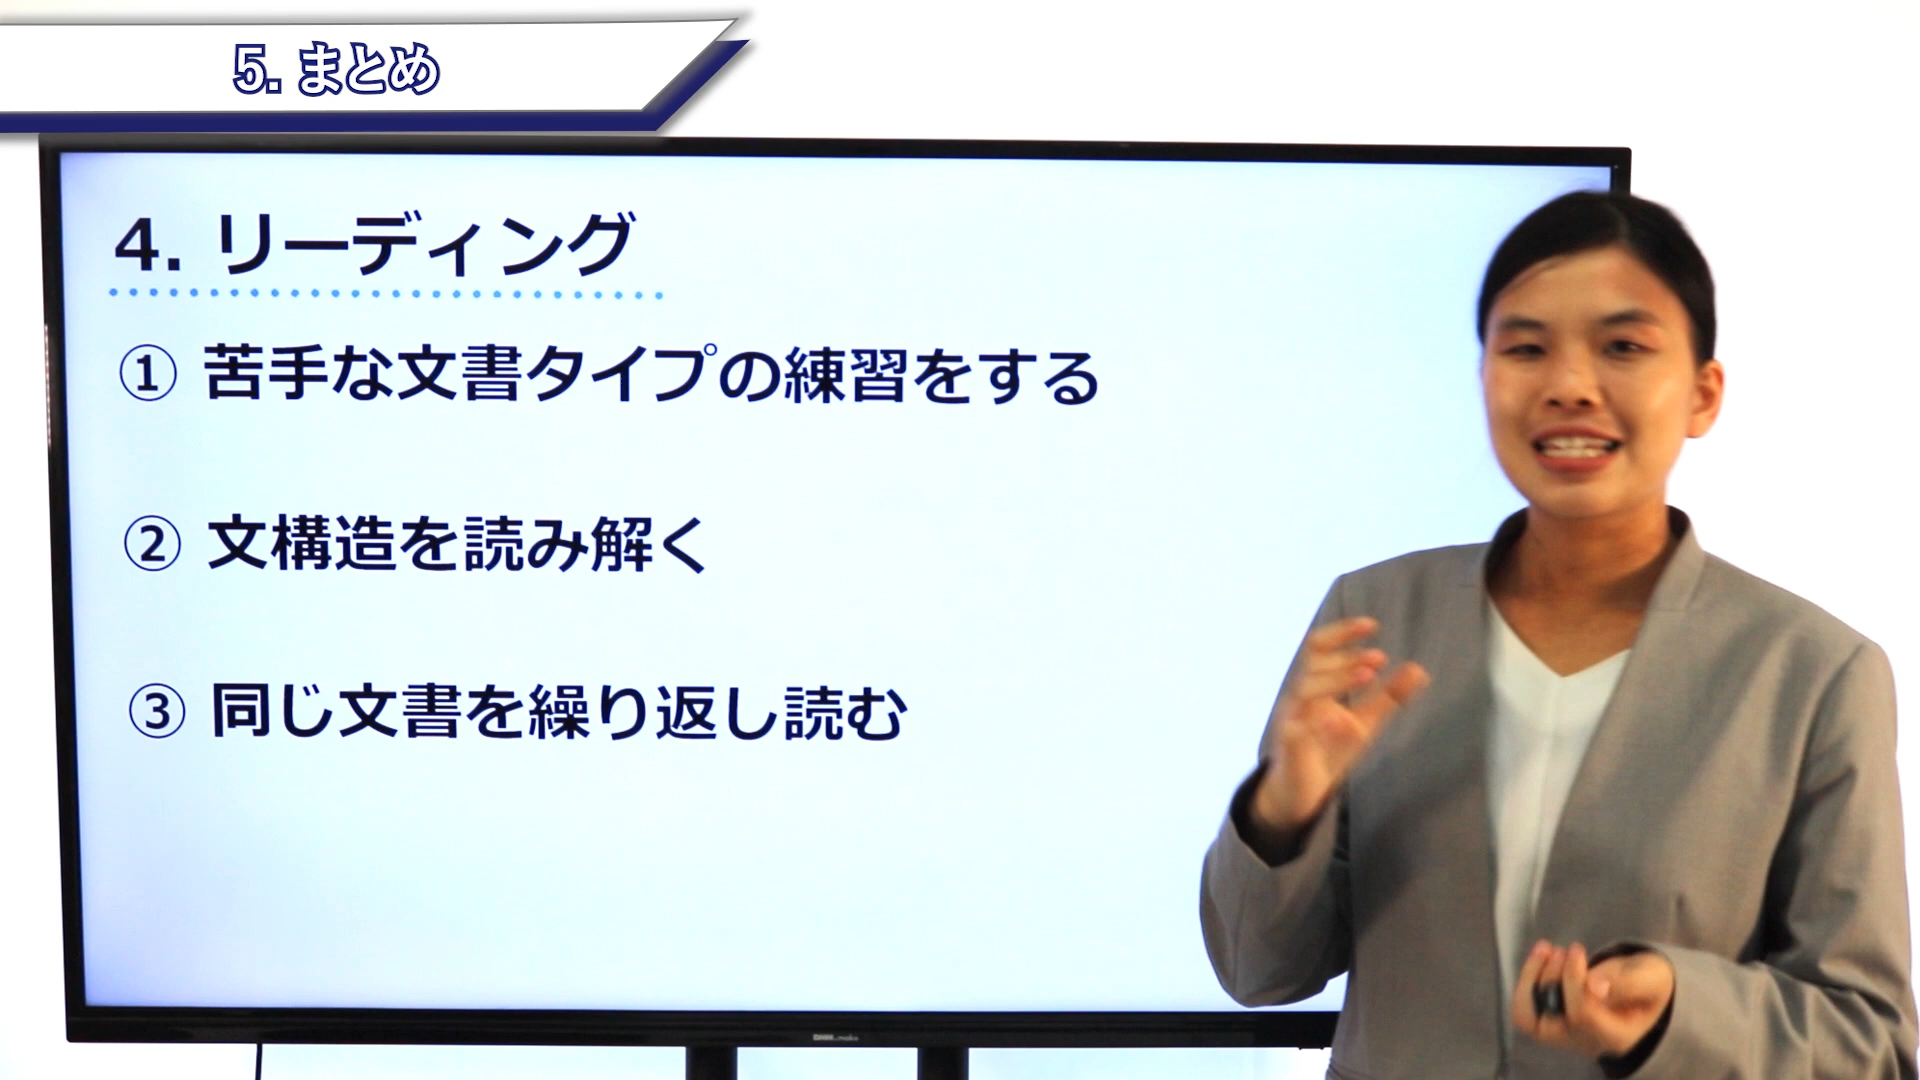 5. まとめ
4. リーディング
① 苦手な文書タイプの練習をする
② 文構造を読み解く
③ 同じ文書を繰り返し読む